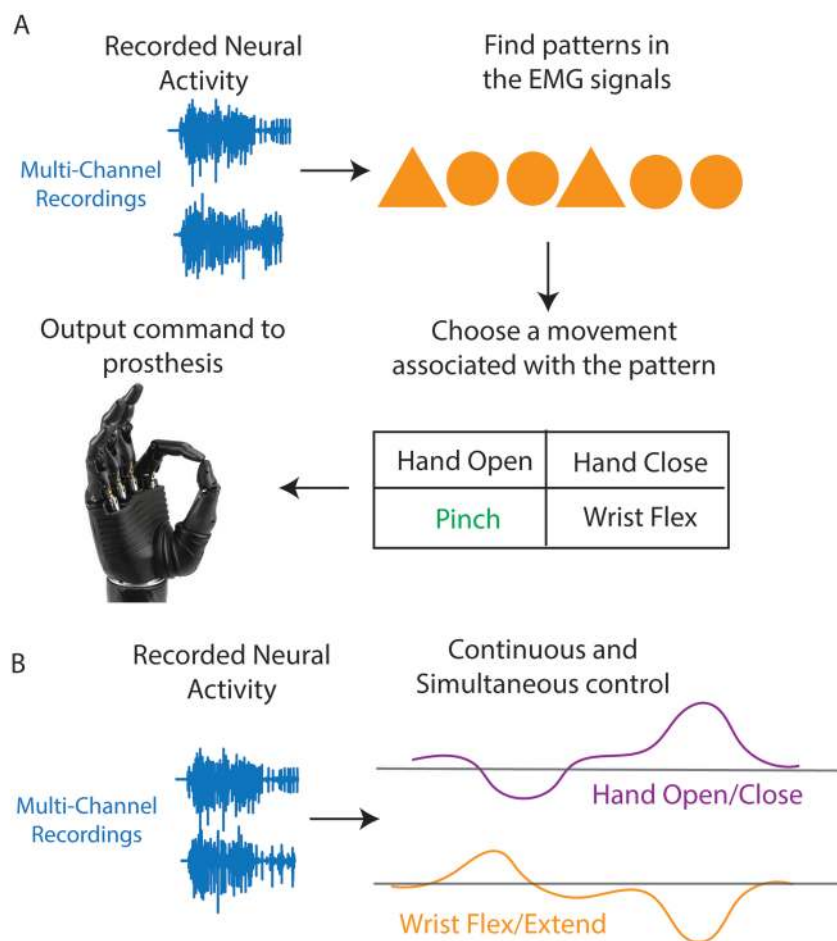 A
Recorded Neural
Activity
Find patterns in
the EMG signals
Multi-Channel
Recordings
Output command to
prosthesis
Choose a movement
associated with the pattern
Hand Open
Hand Close
Pinch
Wrist Flex
B
Recorded Neural
Activity
Continuous and
Simultaneous control
Multi-Channel
Recordings
Hand Open/Close
Wrist Flex/Extend